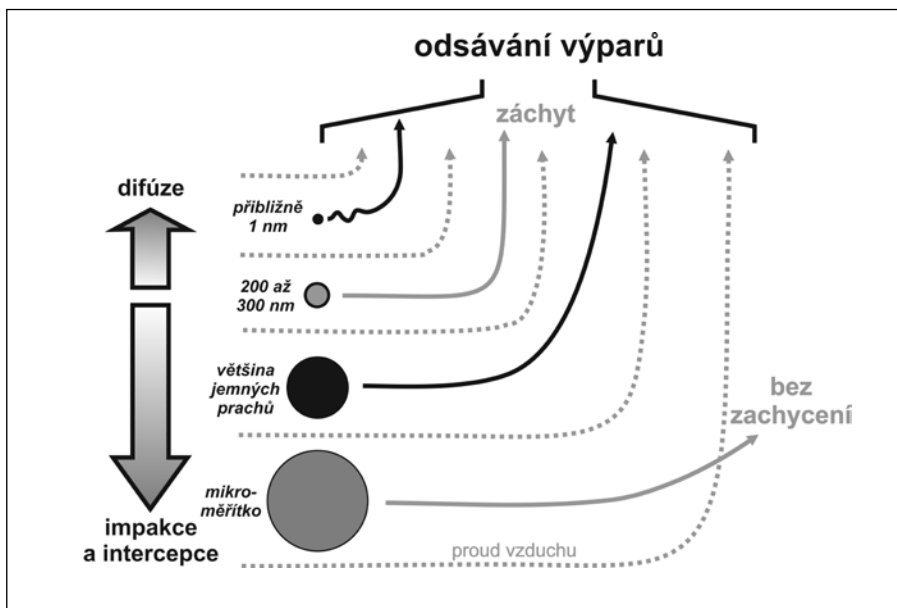 odsávání výparů
záchyt
difúze
přibližně
1 nm
200 až
300 nm
většina
jemných
prachů
bez
zachycení
mikro-
měřítko
impakce
a intercepce
proud vzduchu